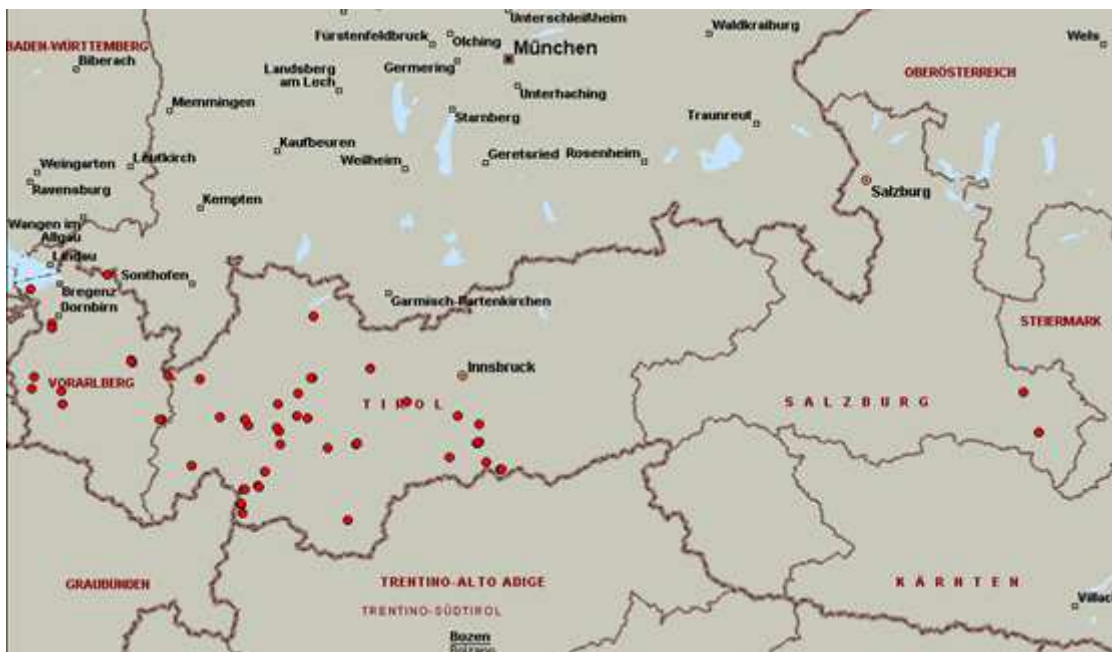 Unterschleißheim
Waldkraiburg
Fürstenfeldbruck
Olching
BADEN-WÜRTTEMBERG
München
Wels
Biberach
Germering
Landsberg
am Lech
OBERÖSTERREICH
Unterhaching
Memmingen
Starnberg
Traunreut
Kaufbeuren
Weilheim
Geretsried
Rosenheim
Leutkirch
Weingarten
Ravensburg
Salzburg
Kempten
Wangen im
Allgäu
Lindau
Sonthofen
Bregenz
Garmisch-Partenkirchen
Dornbirn
STEIERMARK
Innsbruck
VORARLBERG
TIROL
SALZBURG
GRAUBÜNDEN
TRENTINO-ALTO ADIGE
KÄRNTEN
TRENTINO-SÜDTIROL
Bozen